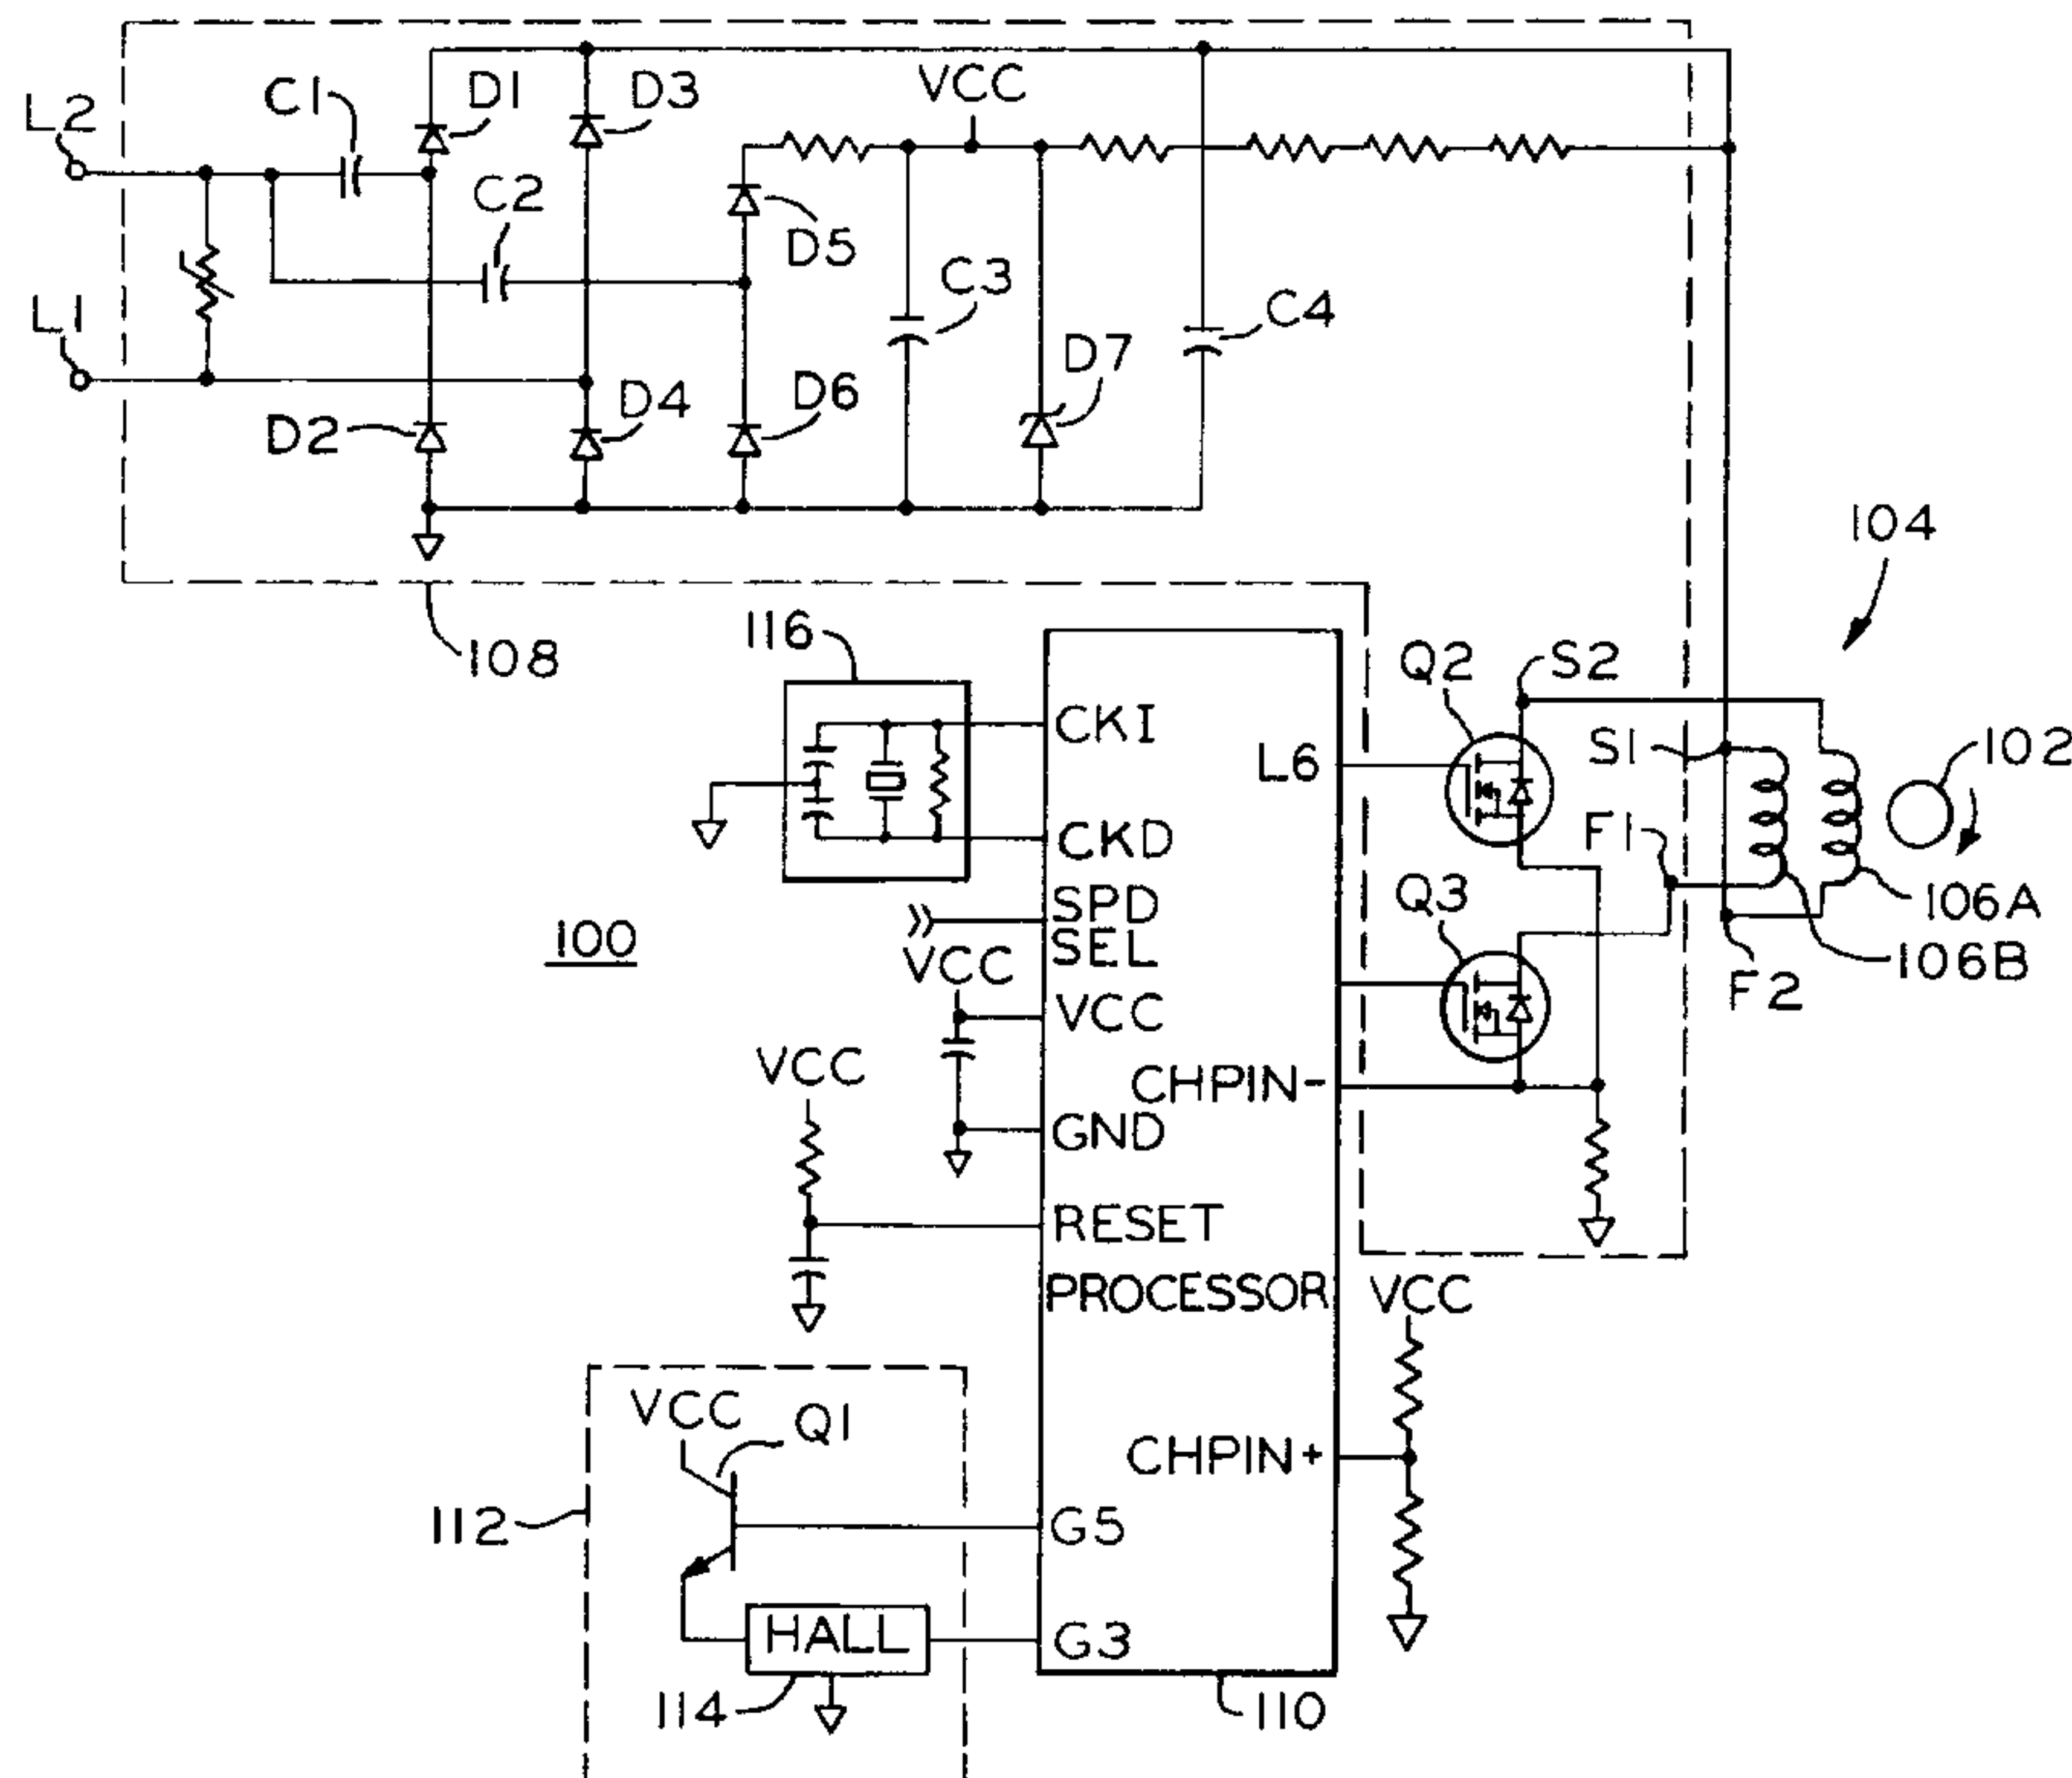 L2
C1
D1
D3
VCC
C2
D5
C3
C4
L1
D7
D2
D4
D6
104
108
116
Q2
S2
CKI
L6
S1
102
CKD
F1
SPD
SEL
Q3
106A
100
VCC
106B
F2
VCC
VCC
CHPIN-
GND
RESET
PROCESSOR
VCC
VCC
Q1
CHPIN+
112
G5
HALL
G3
114
110